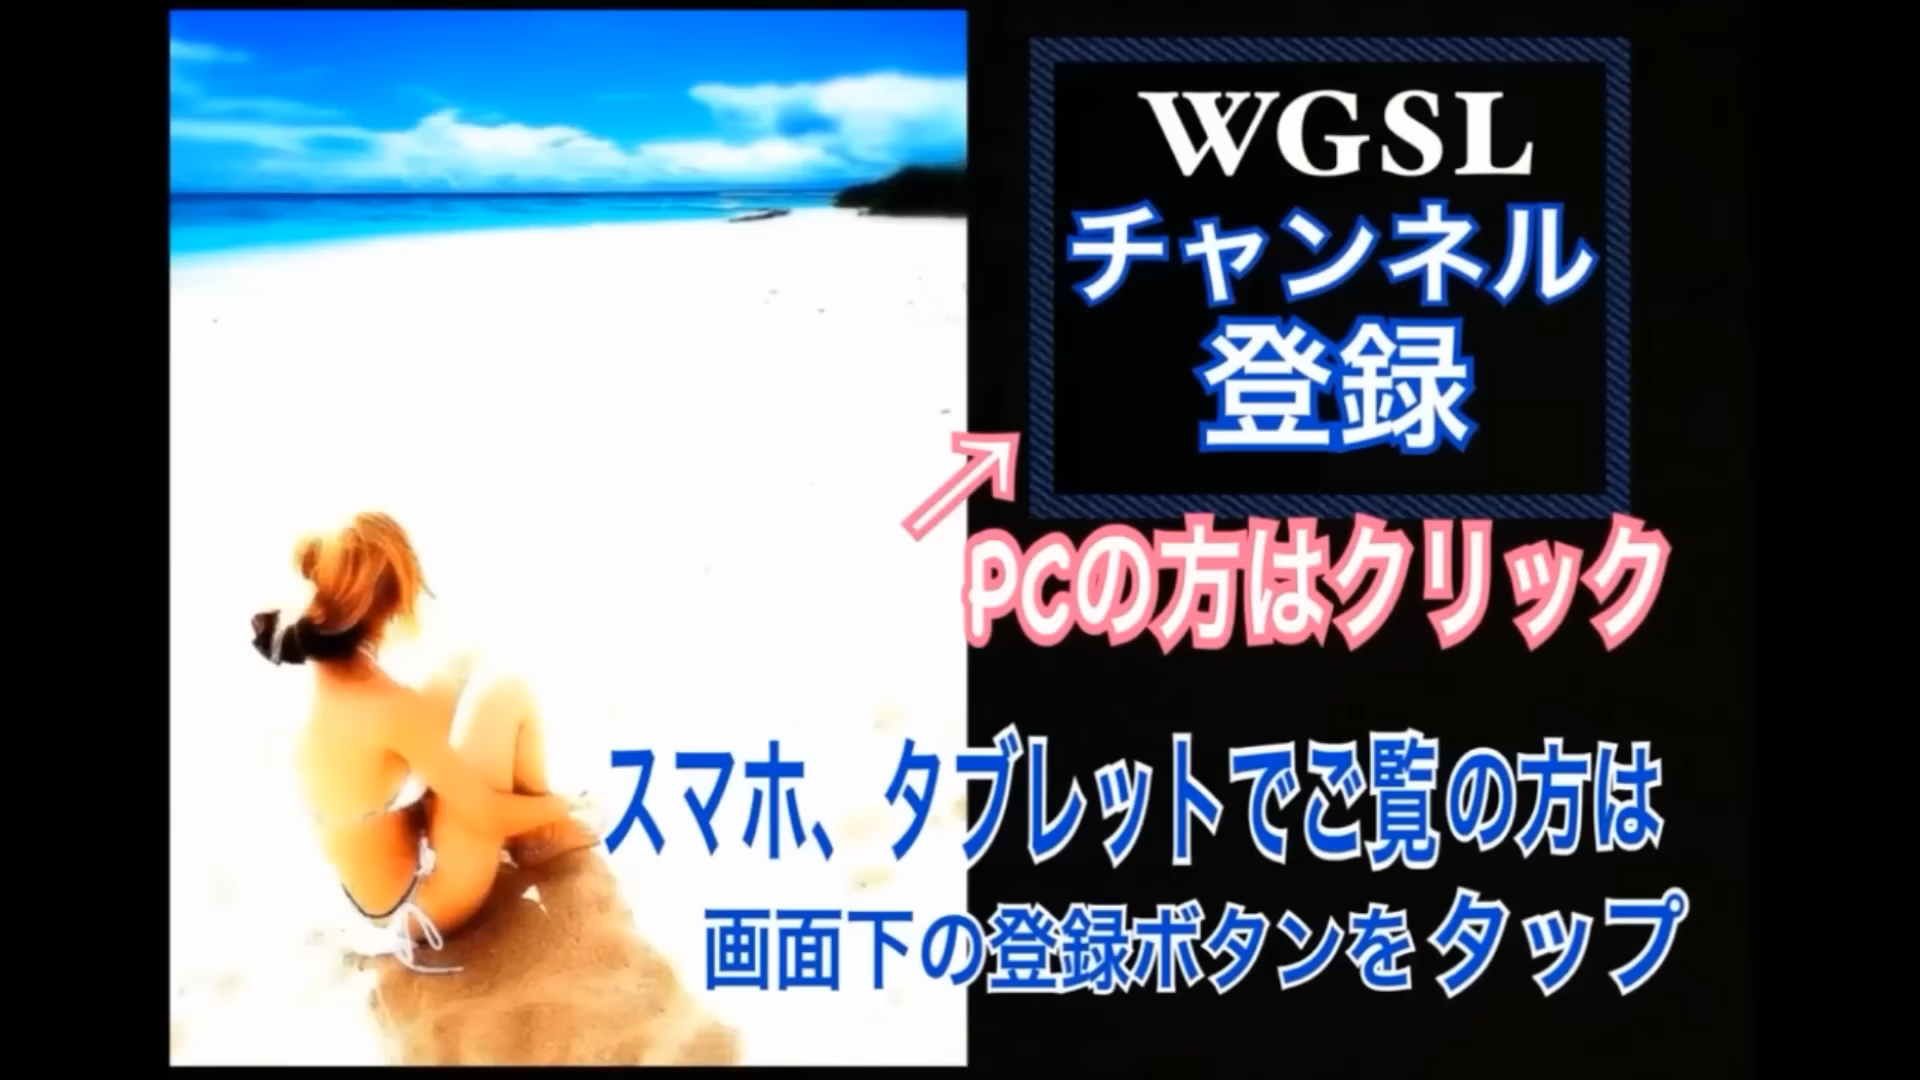 WGSL
チャンネル
登録
PCの方はクリック
スマホ、タブレットでご覧の方は
画面下の登録ボタンをタップ